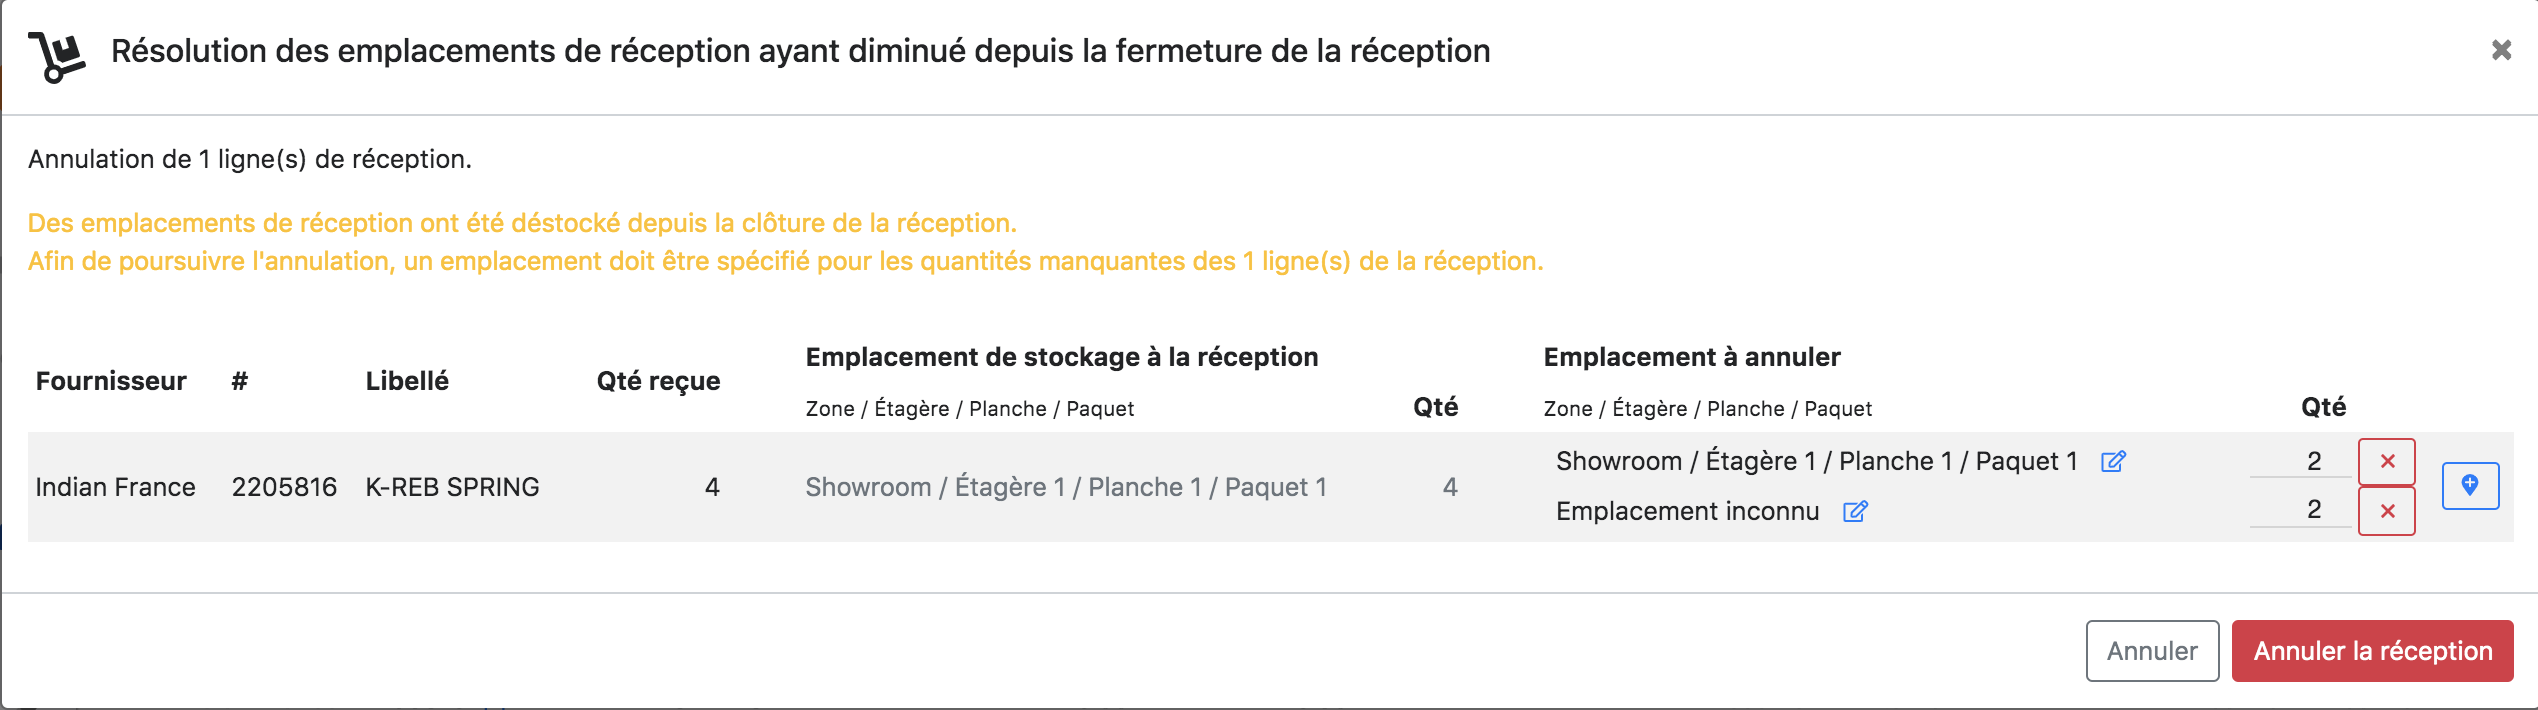 Résolution des emplacements de réception ayant diminué depuis la fermeture de la réception
Annulation de 1 ligne(s) de réception.
Des emplacements de réception ont été déstocké depuis la clôture de la réception.
Afin de poursuivre l'annulation, un emplacement doit être spécifié pour les quantités manquantes des 1 ligne(s) de la réception.
Fournisseur # Libellé Qté reçue Emplacement de stockage à la réception Emplacement à annuler
Zone / Étagère / Planche / Paquet Qté Zone / Étagère / Planche / Paquet Qté
Indian France 2205816 K-REB SPRING 4 Showroom / Étagère 1 / Planche 1 / Paquet 1 4 Showroom / Étagère 1 / Planche 1 / Paquet 1 2
Emplacement inconnu 2
Annuler Annuler la réception